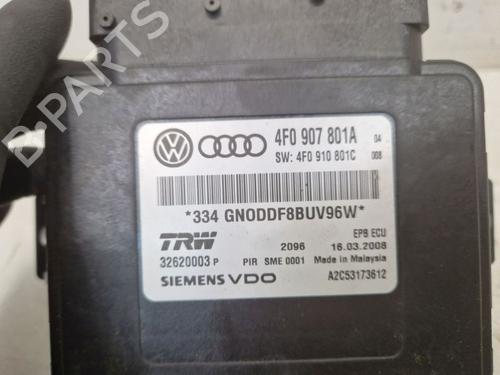 B-PARTS
4F0 907 801A 04
SW: 4F0 910 801C 008
*334 GNODDF8BUV96W*
TRW 2096 EPB ECU
16.03.2008
32620003 P PIR SME 0001 Made in Malaysia
SIEMENS VDO A2C53173612